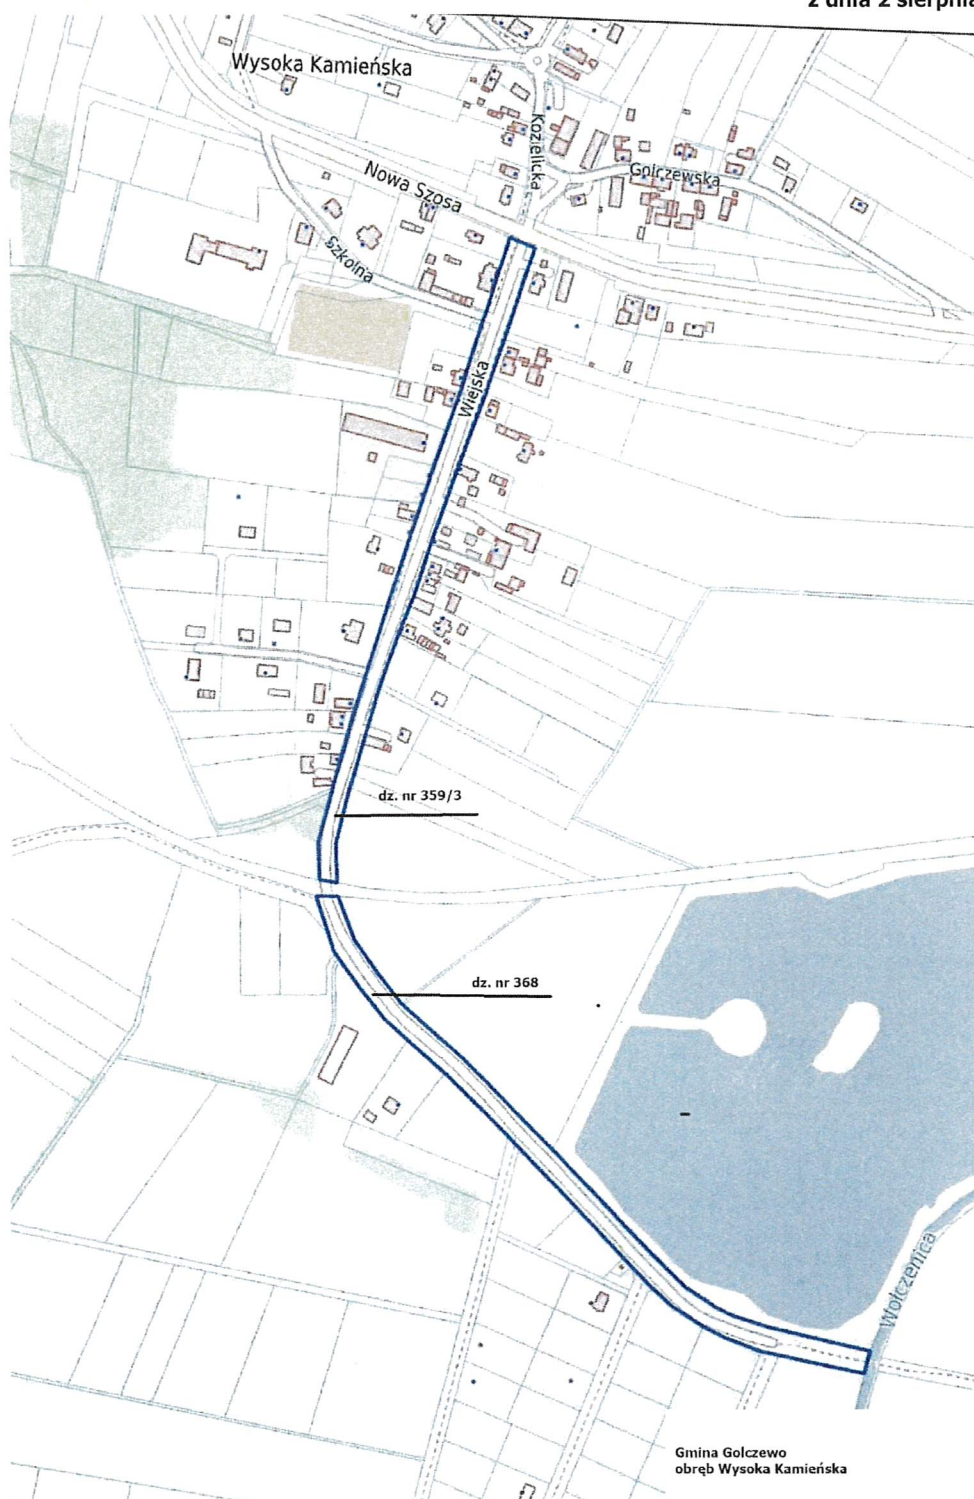 z dnia 2 sierpnia
Wysoka Kamieńska
Kozielicka
Golczewska
Nowa Szosa
Szkolna
Wiejska
dz. nr 359/3
dz. nr 368
Wołczenica
Gmina Golczewo
obręb Wysoka Kamieńska